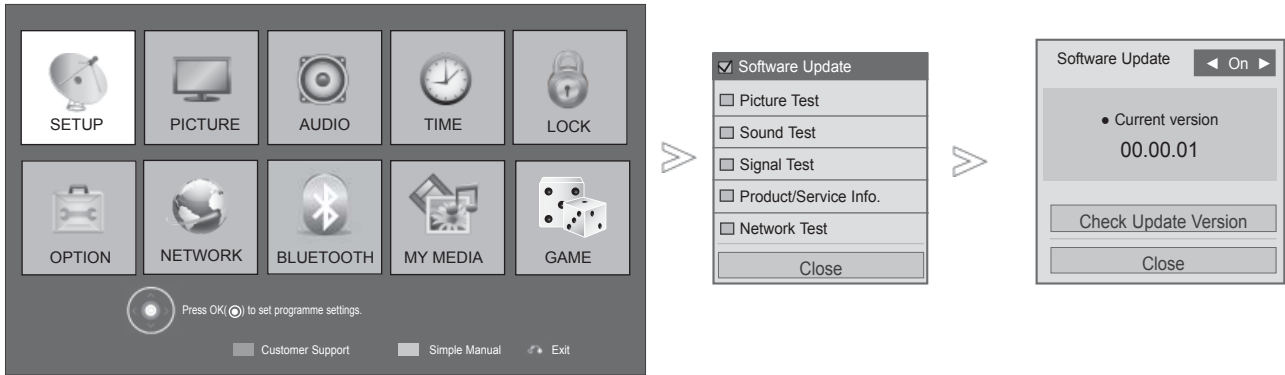 SETUP
PICTURE
AUDIO
TIME
LOCK
OPTION
NETWORK
BLUETOOTH
MY MEDIA
GAME
Press OK(◉) to set programme settings.
Customer Support
Simple Manual
Exit
Software Update
Picture Test
Sound Test
Signal Test
Product/Service Info.
Network Test
Close
Software Update ◄ On ►
● Current version
00.00.01
Check Update Version
Close